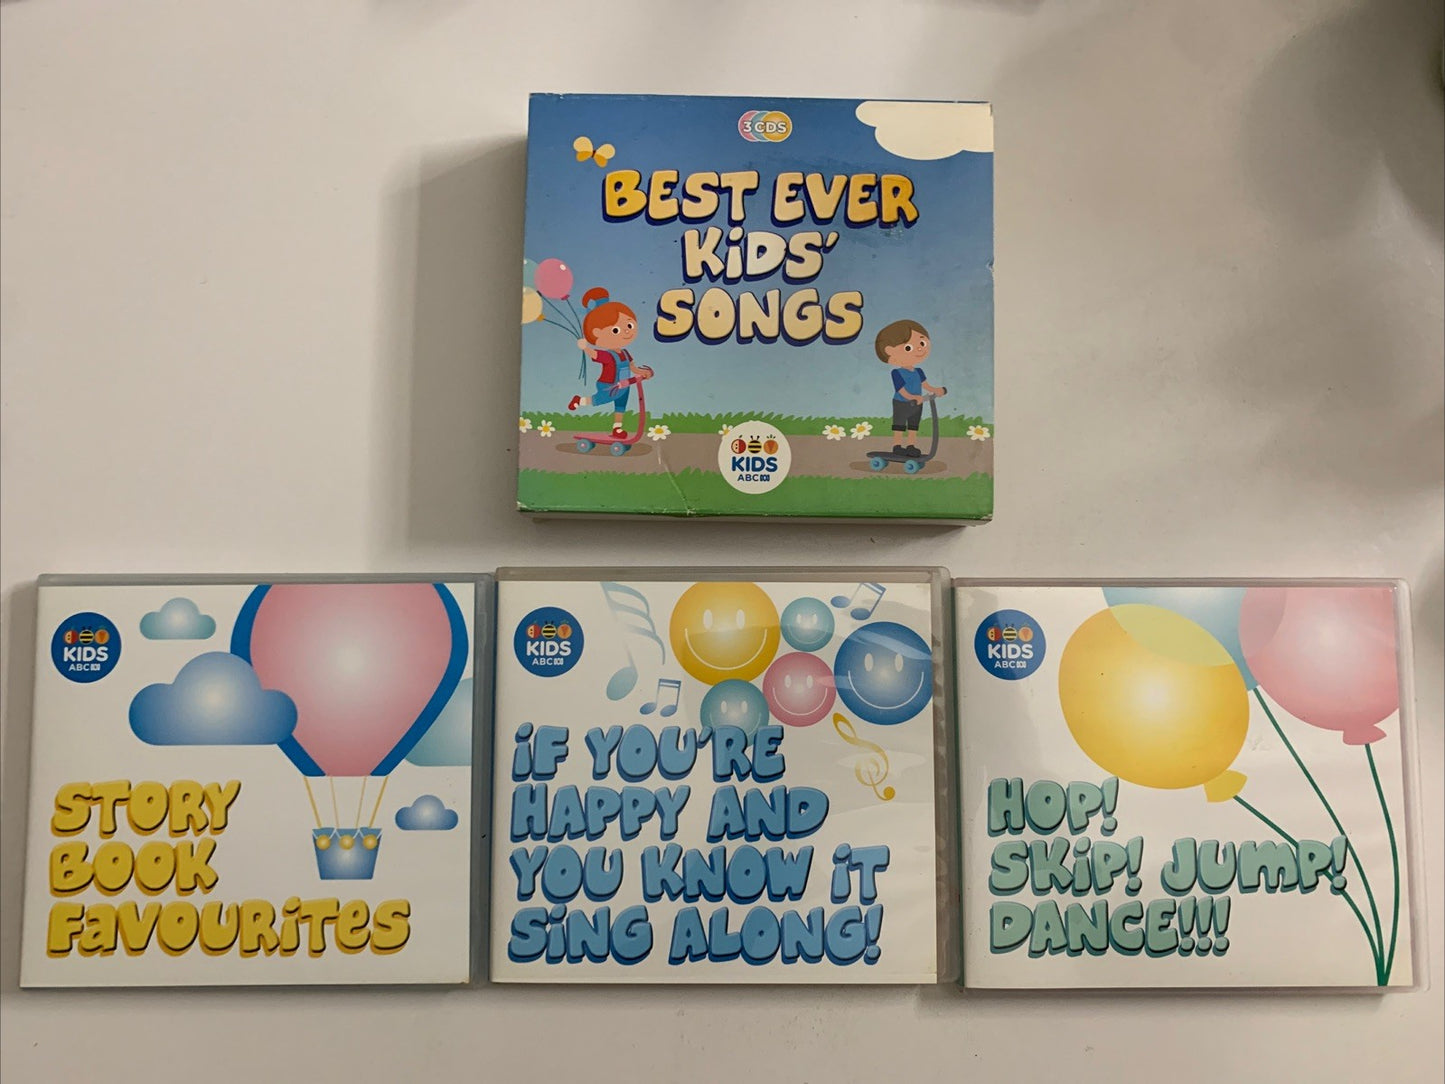 3 CDS
BEST EVER
KiDS'
SONGS
KIDS
ABC
KIDS
ABC
STORY
BOOK
FAVOURiTES
KIDS
ABC
iF YOU'RE
HAPPY AND
YOU KNOW iT
SiNG ALONG!
KIDS
ABC
HOP!
SKiP! JUMP!
DANCE!!!